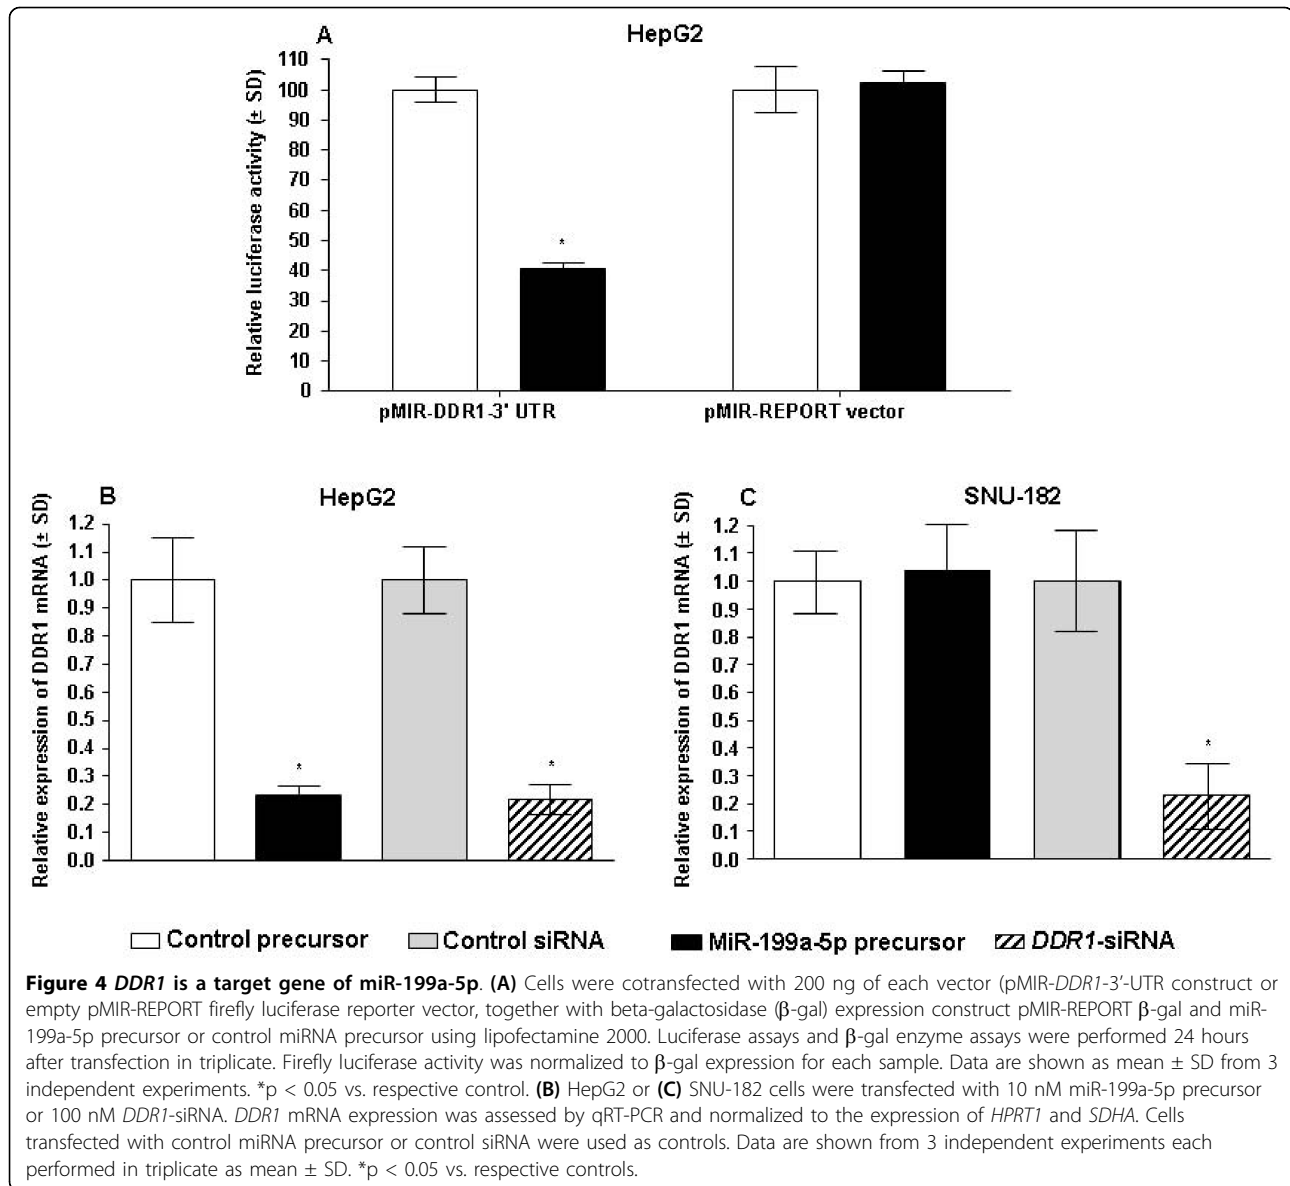 A
HepG2
Relative luciferase activity (± SD)
110
100
90
80
70
60
50
40
30
20
10
0
*
pMIR-DDR1-3' UTR
pMIR-REPORT vector
B
HepG2
Relative expression of DDR1 mRNA (± SD)
1.2
1.1
1.0
0.9
0.8
0.7
0.6
0.5
0.4
0.3
0.2
0.1
0.0
*
*
C
SNU-182
Relative expression of DDR1 mRNA (± SD)
1.2
1.1
1.0
0.9
0.8
0.7
0.6
0.5
0.4
0.3
0.2
0.1
0.0
*
Control precursor
Control siRNA
MiR-199a-5p precursor
DDR1-siRNA
Figure 4 DDR1 is a target gene of miR-199a-5p. (A) Cells were cotransfected with 200 ng of each vector (pMIR-DDR1-3′-UTR construct or
empty pMIR-REPORT firefly luciferase reporter vector, together with beta-galactosidase (β-gal) expression construct pMIR-REPORT β-gal and miR-
199a-5p precursor or control miRNA precursor using lipofectamine 2000. Luciferase assays and β-gal enzyme assays were performed 24 hours
after transfection in triplicate. Firefly luciferase activity was normalized to β-gal expression for each sample. Data are shown as mean ± SD from 3
independent experiments. *p < 0.05 vs. respective control. (B) HepG2 or (C) SNU-182 cells were transfected with 10 nM miR-199a-5p precursor
or 100 nM DDR1-siRNA. DDR1 mRNA expression was assessed by qRT-PCR and normalized to the expression of HPRT1 and SDHA. Cells
transfected with control miRNA precursor or control siRNA were used as controls. Data are shown from 3 independent experiments each
performed in triplicate as mean ± SD. *p < 0.05 vs. respective controls.